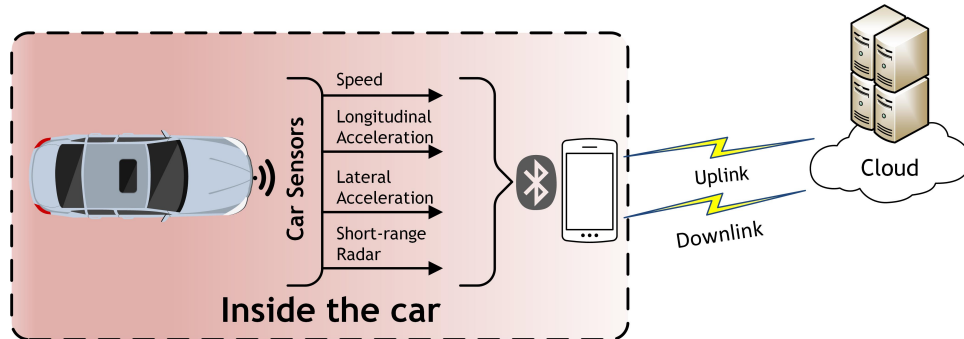 Speed
Longitudinal
Acceleration
Lateral
Acceleration
Short-range
Radar
Car Sensors
Inside the car
Uplink
Downlink
Cloud